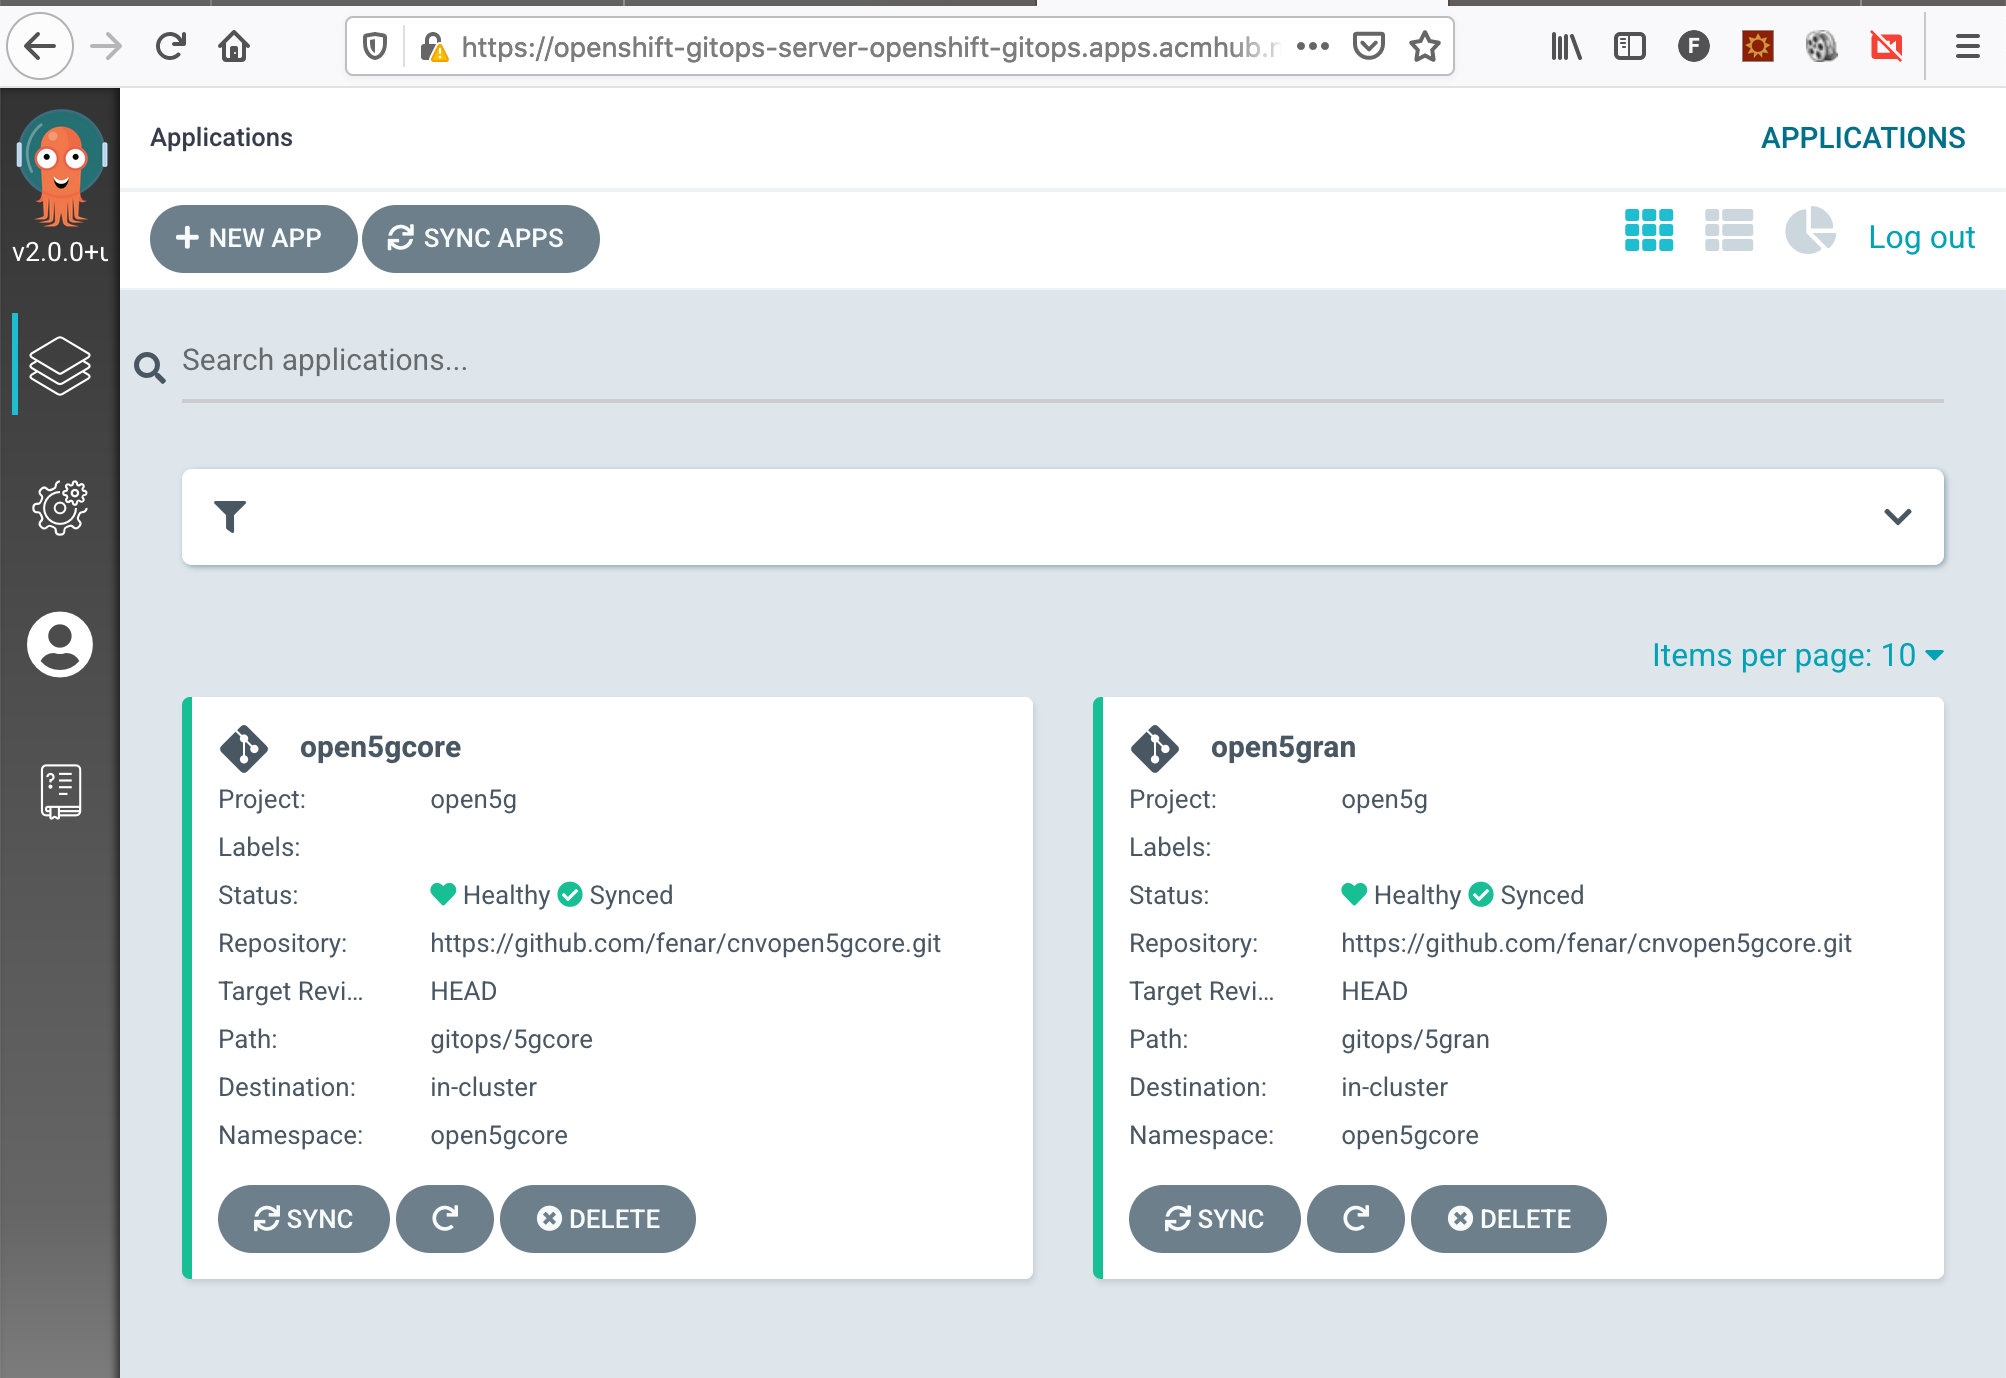 https://openshift-gitops-server-openshift-gitops.apps.acmhub.
F
Applications
APPLICATIONS
v2.0.0+
NEW APP
SYNC APPS
Log out
Search applications...
Items per page: 10
open5gcore
Project: open5g
Labels:
Status: Healthy Synced
Repository: https://github.com/fenar/cnvopen5gcore.git
Target Revi...
HEAD
Path: gitops/5gcore
Destination: in-cluster
Namespace: open5gcore
SYNC
DELETE
open5gran
Project: open5g
Labels:
Status: Healthy Synced
Repository: https://github.com/fenar/cnvopen5gcore.git
Target Revi...
HEAD
Path: gitops/5gran
Destination: in-cluster
Namespace: open5gcore
SYNC
DELETE